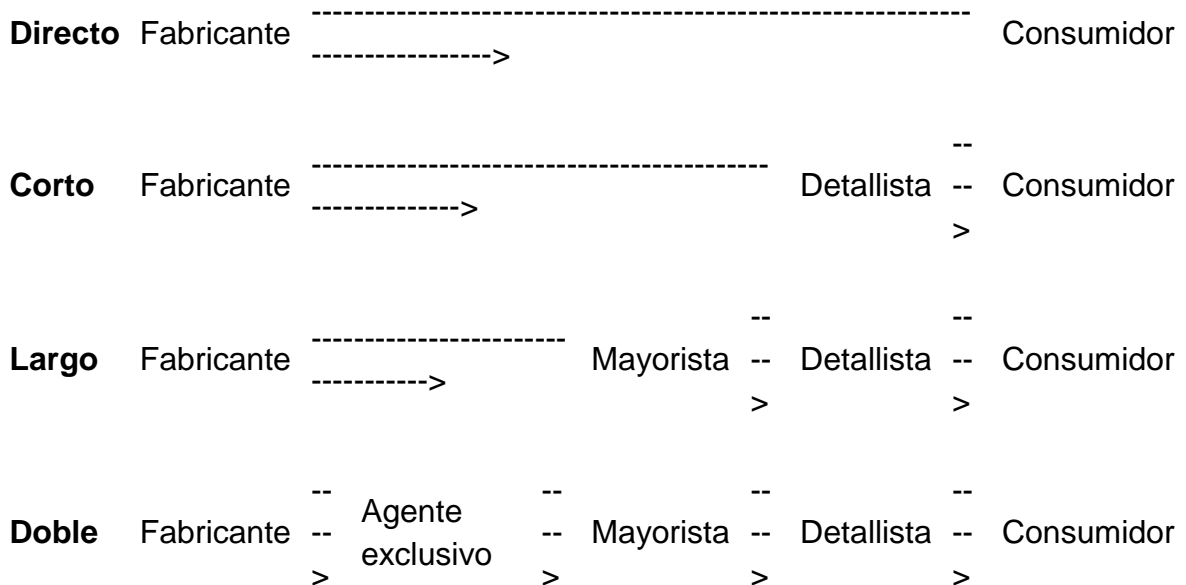 Directo Fabricante --------------------------------------------------------------
-----------------> Consumidor
Corto Fabricante -------------------------------------------
--------------> Detallista -- -- > Consumidor
Largo Fabricante ------------------------
-----------> Mayorista -- -- > Detallista -- -- > Consumidor
Doble Fabricante -- -- > Agente
exclusivo -- -- > Mayorista -- -- > Detallista -- -- > Consumidor